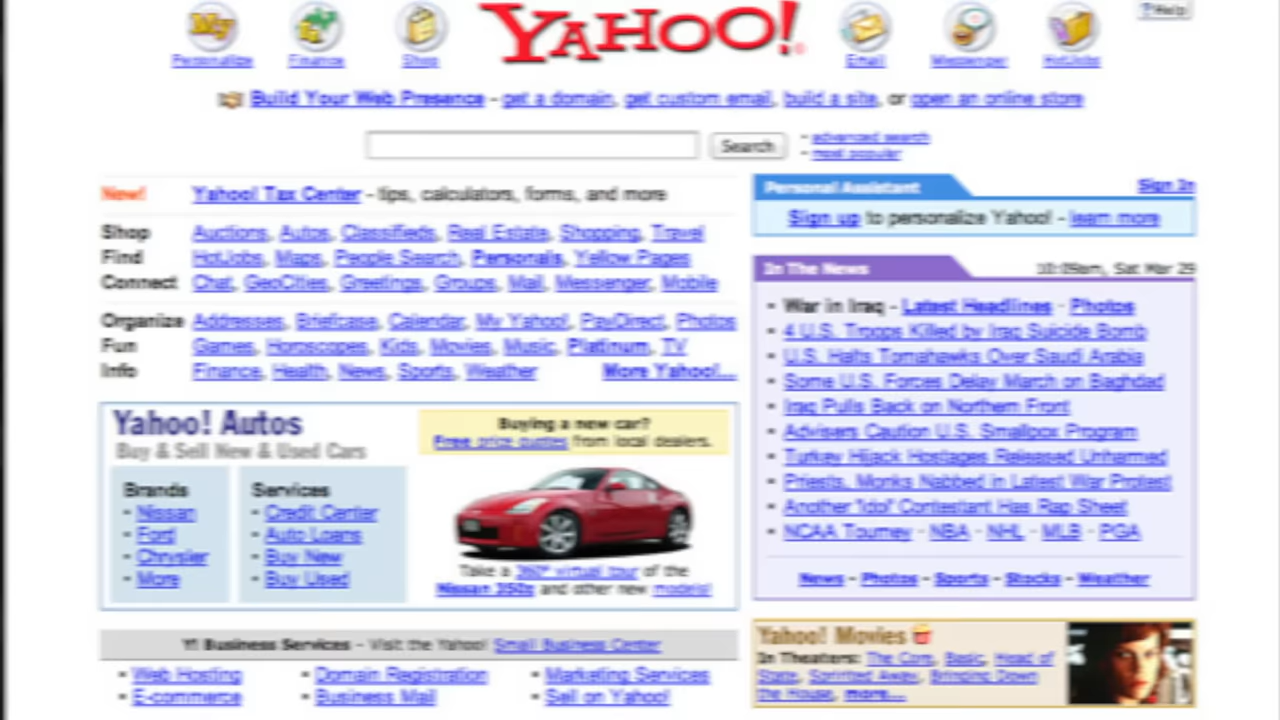 My
YAHOO!
Help
Personalize
Finance
Shop
Email
Messenger
HotJobs
Build Your Web Presence - get a domain, get custom email, build a site, or open an online store
Search
· advanced search
· most popular
New! Yahoo! Tax Center - tips, calculators, forms, and more
Shop Auctions, Autos, Classifieds, Real Estate, Shopping, Travel
Find HotJobs, Maps, People Search, Personals, Yellow Pages
Connect Chat, GeoCities, Greetings, Groups, Mail, Messenger, Mobile
Organize Addresses, Briefcase, Calendar, My Yahoo!, PayDirect, Photos
Fun Games, Horoscopes, Kids, Movies, Music, Platinum, TV
Info Finance, Health, News, Sports, Weather More Yahoo!...
Personal Assistant Sign In
Sign up to personalize Yahoo! - learn more
In The News 10:09am, Sat Mar 29
· War in Iraq - Latest Headlines · Photos
· 4 U.S. Troops Killed by Iraq Suicide Bomb
· U.S. Halts Tomahawks Over Saudi Arabia
· Some U.S. Forces Delay March on Baghdad
· Iraq Pulls Back on Northern Front
· Advisers Caution U.S. Smallpox Program
· Turkey Hijack Hostages Released Unharmed
· Priests, Monks Nabbed in Latest War Protest
· Another 'Idol' Contestant Has Rap Sheet
· NCAA Tourney · NBA · NHL · MLB · PGA
News - Photos - Sports - Stocks - Weather
Yahoo! Autos
Buy & Sell New & Used Cars
Brands
· Nissan
· Ford
· Chrysler
· More
Services
· Credit Center
· Auto Loans
· Buy New
· Buy Used
Buying a new car?
Free price quotes from local dealers.
Take a 360° virtual tour of the
Nissan 350z and other new models!
Y! Business Services - Visit the Yahoo! Small Business Center
· Web Hosting · Domain Registration · Marketing Services
· E-commerce · Business Mail · Sell on Yahoo!
Yahoo! Movies
In Theaters: The Core, Basic, Head of
State, Spirited Away, Bringing Down
the House, more...